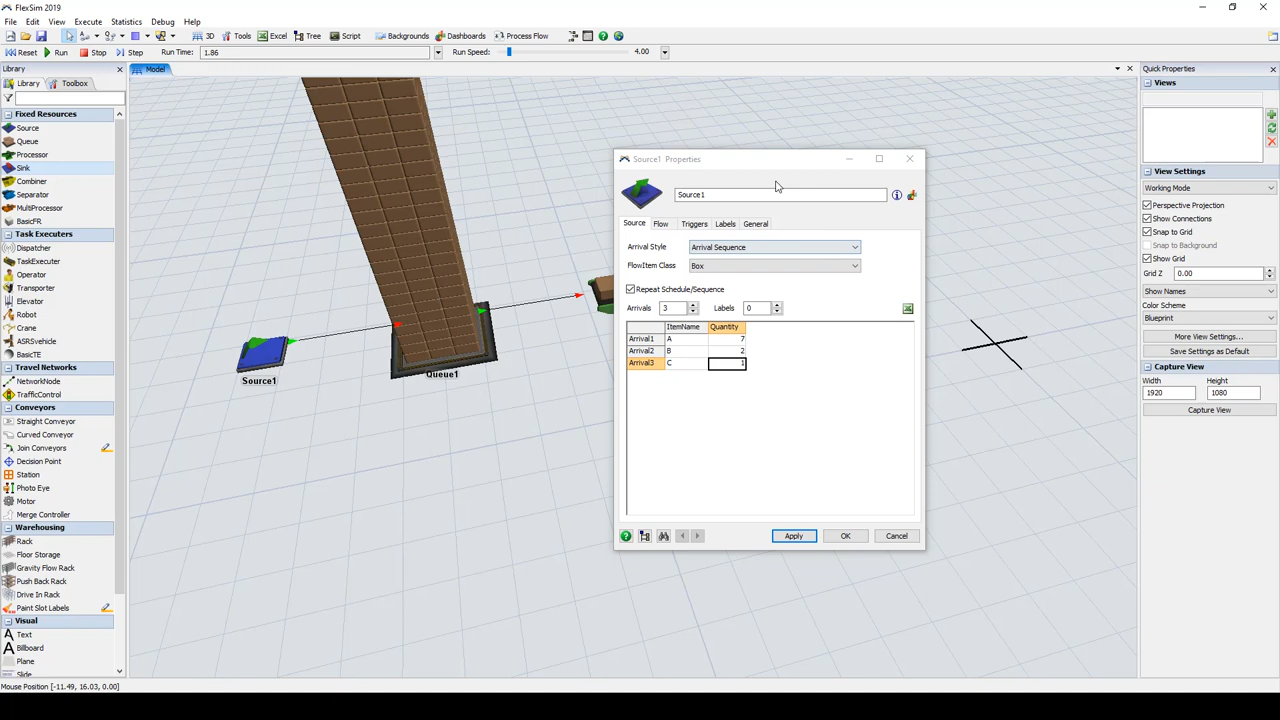 FlexSim 2019
File Edit View Execute Statistics Debug Help
3D Tools Excel Tree Script Backgrounds Dashboards Process Flow
Reset Run Stop Step Run Time: 1.86 Run Speed: 4.00
Library
Library Toolbox
Fixed Resources
Source
Queue
Processor
Sink
Combiner
Separator
MultiProcessor
BasicFR
Task Executers
Dispatcher
TaskExecuter
Operator
Transporter
Elevator
Robot
Crane
ASRSvehicle
BasicTE
Travel Networks
NetworkNode
TrafficControl
Conveyors
Straight Conveyor
Curved Conveyor
Join Conveyors
Decision Point
Station
Photo Eye
Motor
Merge Controller
Warehousing
Rack
Floor Storage
Gravity Flow Rack
Push Back Rack
Drive In Rack
Paint Slot Labels
Visual
Text
Billboard
Plane
Slide
Mouse Position [-11.49, 16.03, 0.00]
Model
Source1
Queue1
Source1 Properties
Source1
Source Flow Triggers Labels General
Arrival Style Arrival Sequence
FlowItem Class Box
Repeat Schedule/Sequence
Arrivals 3 Labels 0
ItemName Quantity
Arrival1 A 7
Arrival2 B 2
Arrival3 C 1
Apply OK Cancel
Quick Properties
Views
View Settings
Working Mode
Perspective Projection
Show Connections
Snap to Grid
Snap to Background
Show Grid
Grid Z 0.00
Show Names
Color Scheme
Blueprint
More View Settings...
Save Settings as Default
Capture View
Width Height
1920 1080
Capture View